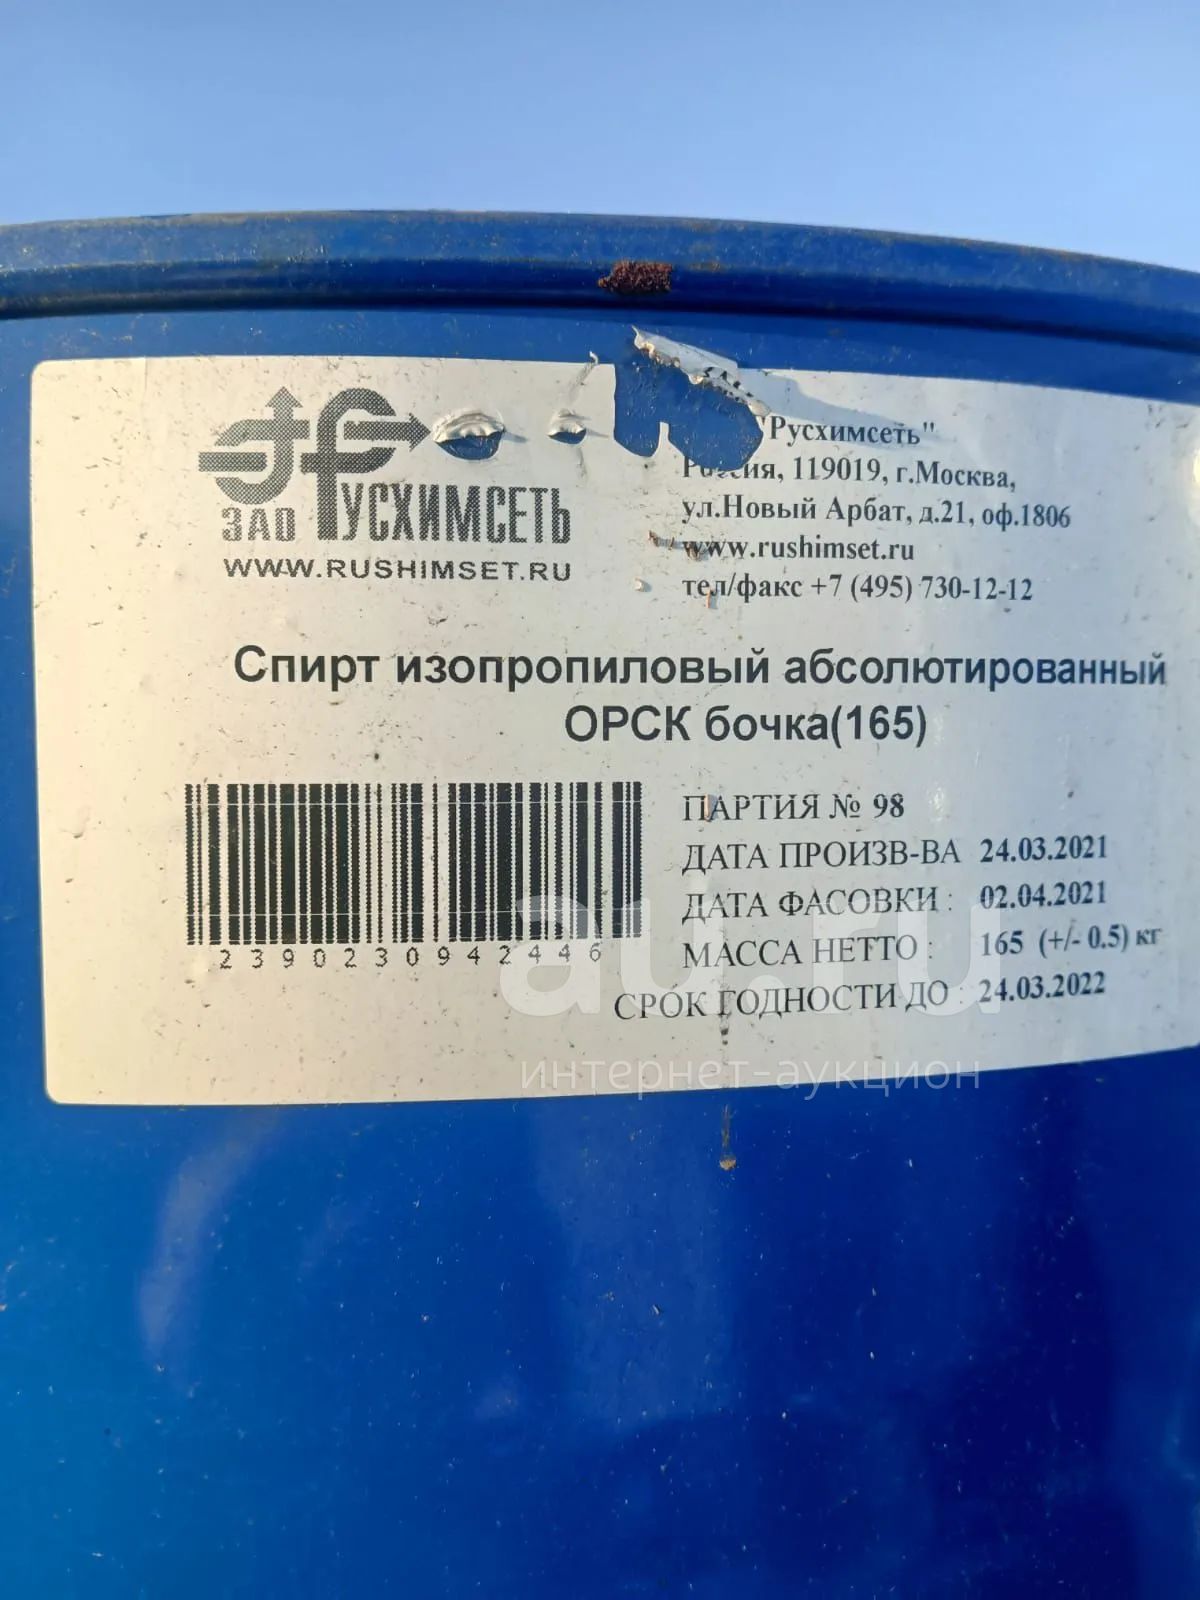 ЗАО РУСХИМСЕТЬ
WWW.RUSHIMSET.RU
"Русхимсеть"
Россия, 119019, г.Москва,
ул.Новый Арбат, д.21, оф.1806
www.rushimset.ru
тел/факс +7 (495) 730-12-12
Спирт изопропиловый абсолютированный
ОРСК бочка(165)
2390230942446
ПАРТИЯ № 98
ДАТА ПРОИЗВ-ВА 24.03.2021
ДАТА ФАСОВКИ : 02.04.2021
МАССА НЕТТО : 165 (+/- 0.5) кг
СРОК ГОДНОСТИ ДО : 24.03.2022
au.ru
интернет-аукцион